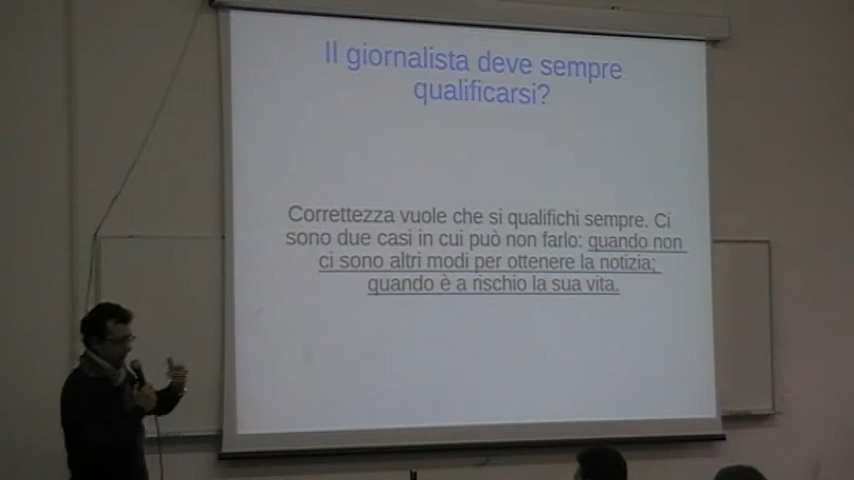 Il giornalista deve sempre
qualificarsi?
Correttezza vuole che si qualifichi sempre. Ci
sono due casi in cui può non farlo: quando non
ci sono altri modi per ottenere la notizia;
quando è a rischio la sua vita.